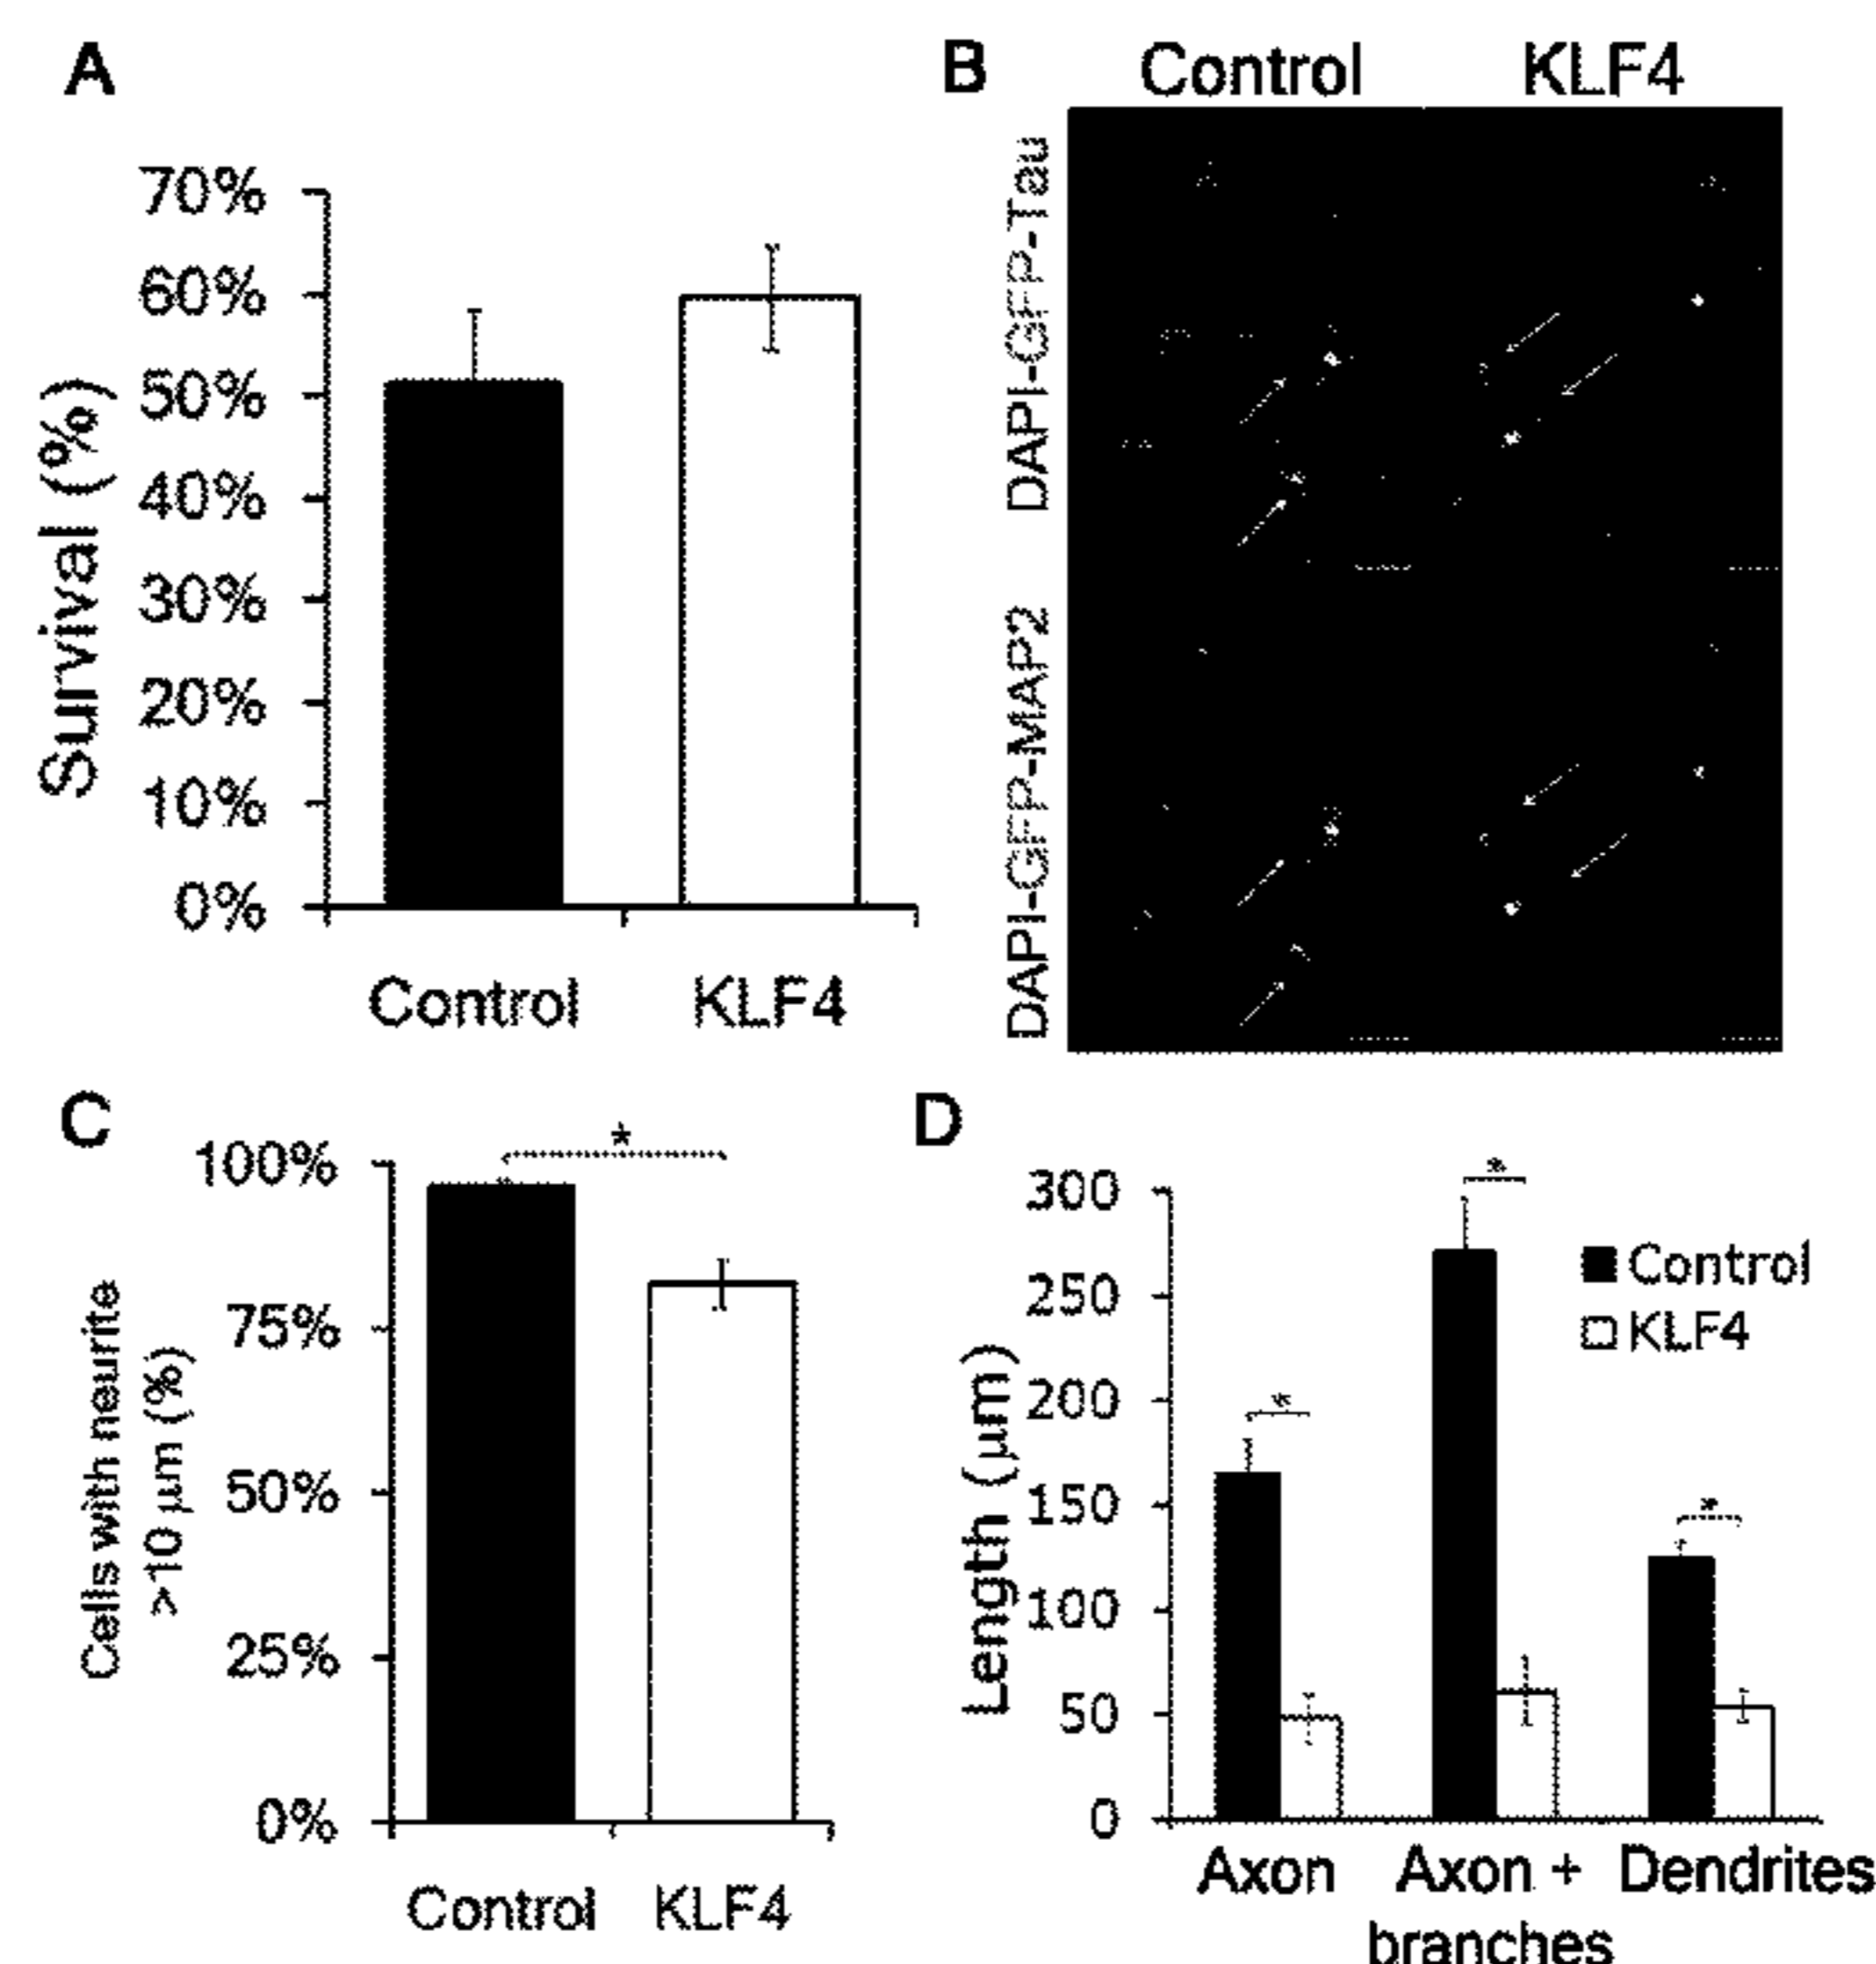 A
Survival (%)
70%
60%
50%
40%
30%
20%
10%
0%
Control KLF4
B
Control KLF4
DAPI-GFP-Tau
DAPI-GFP-MAP2
C
Cells with neurite
>10 µm (%)
100%
75%
50%
25%
0%
*
Control KLF4
D
Length (µm)
300
250
200
150
100
50
0
*
*
*
Control
KLF4
Axon Axon + Dendrites
branches